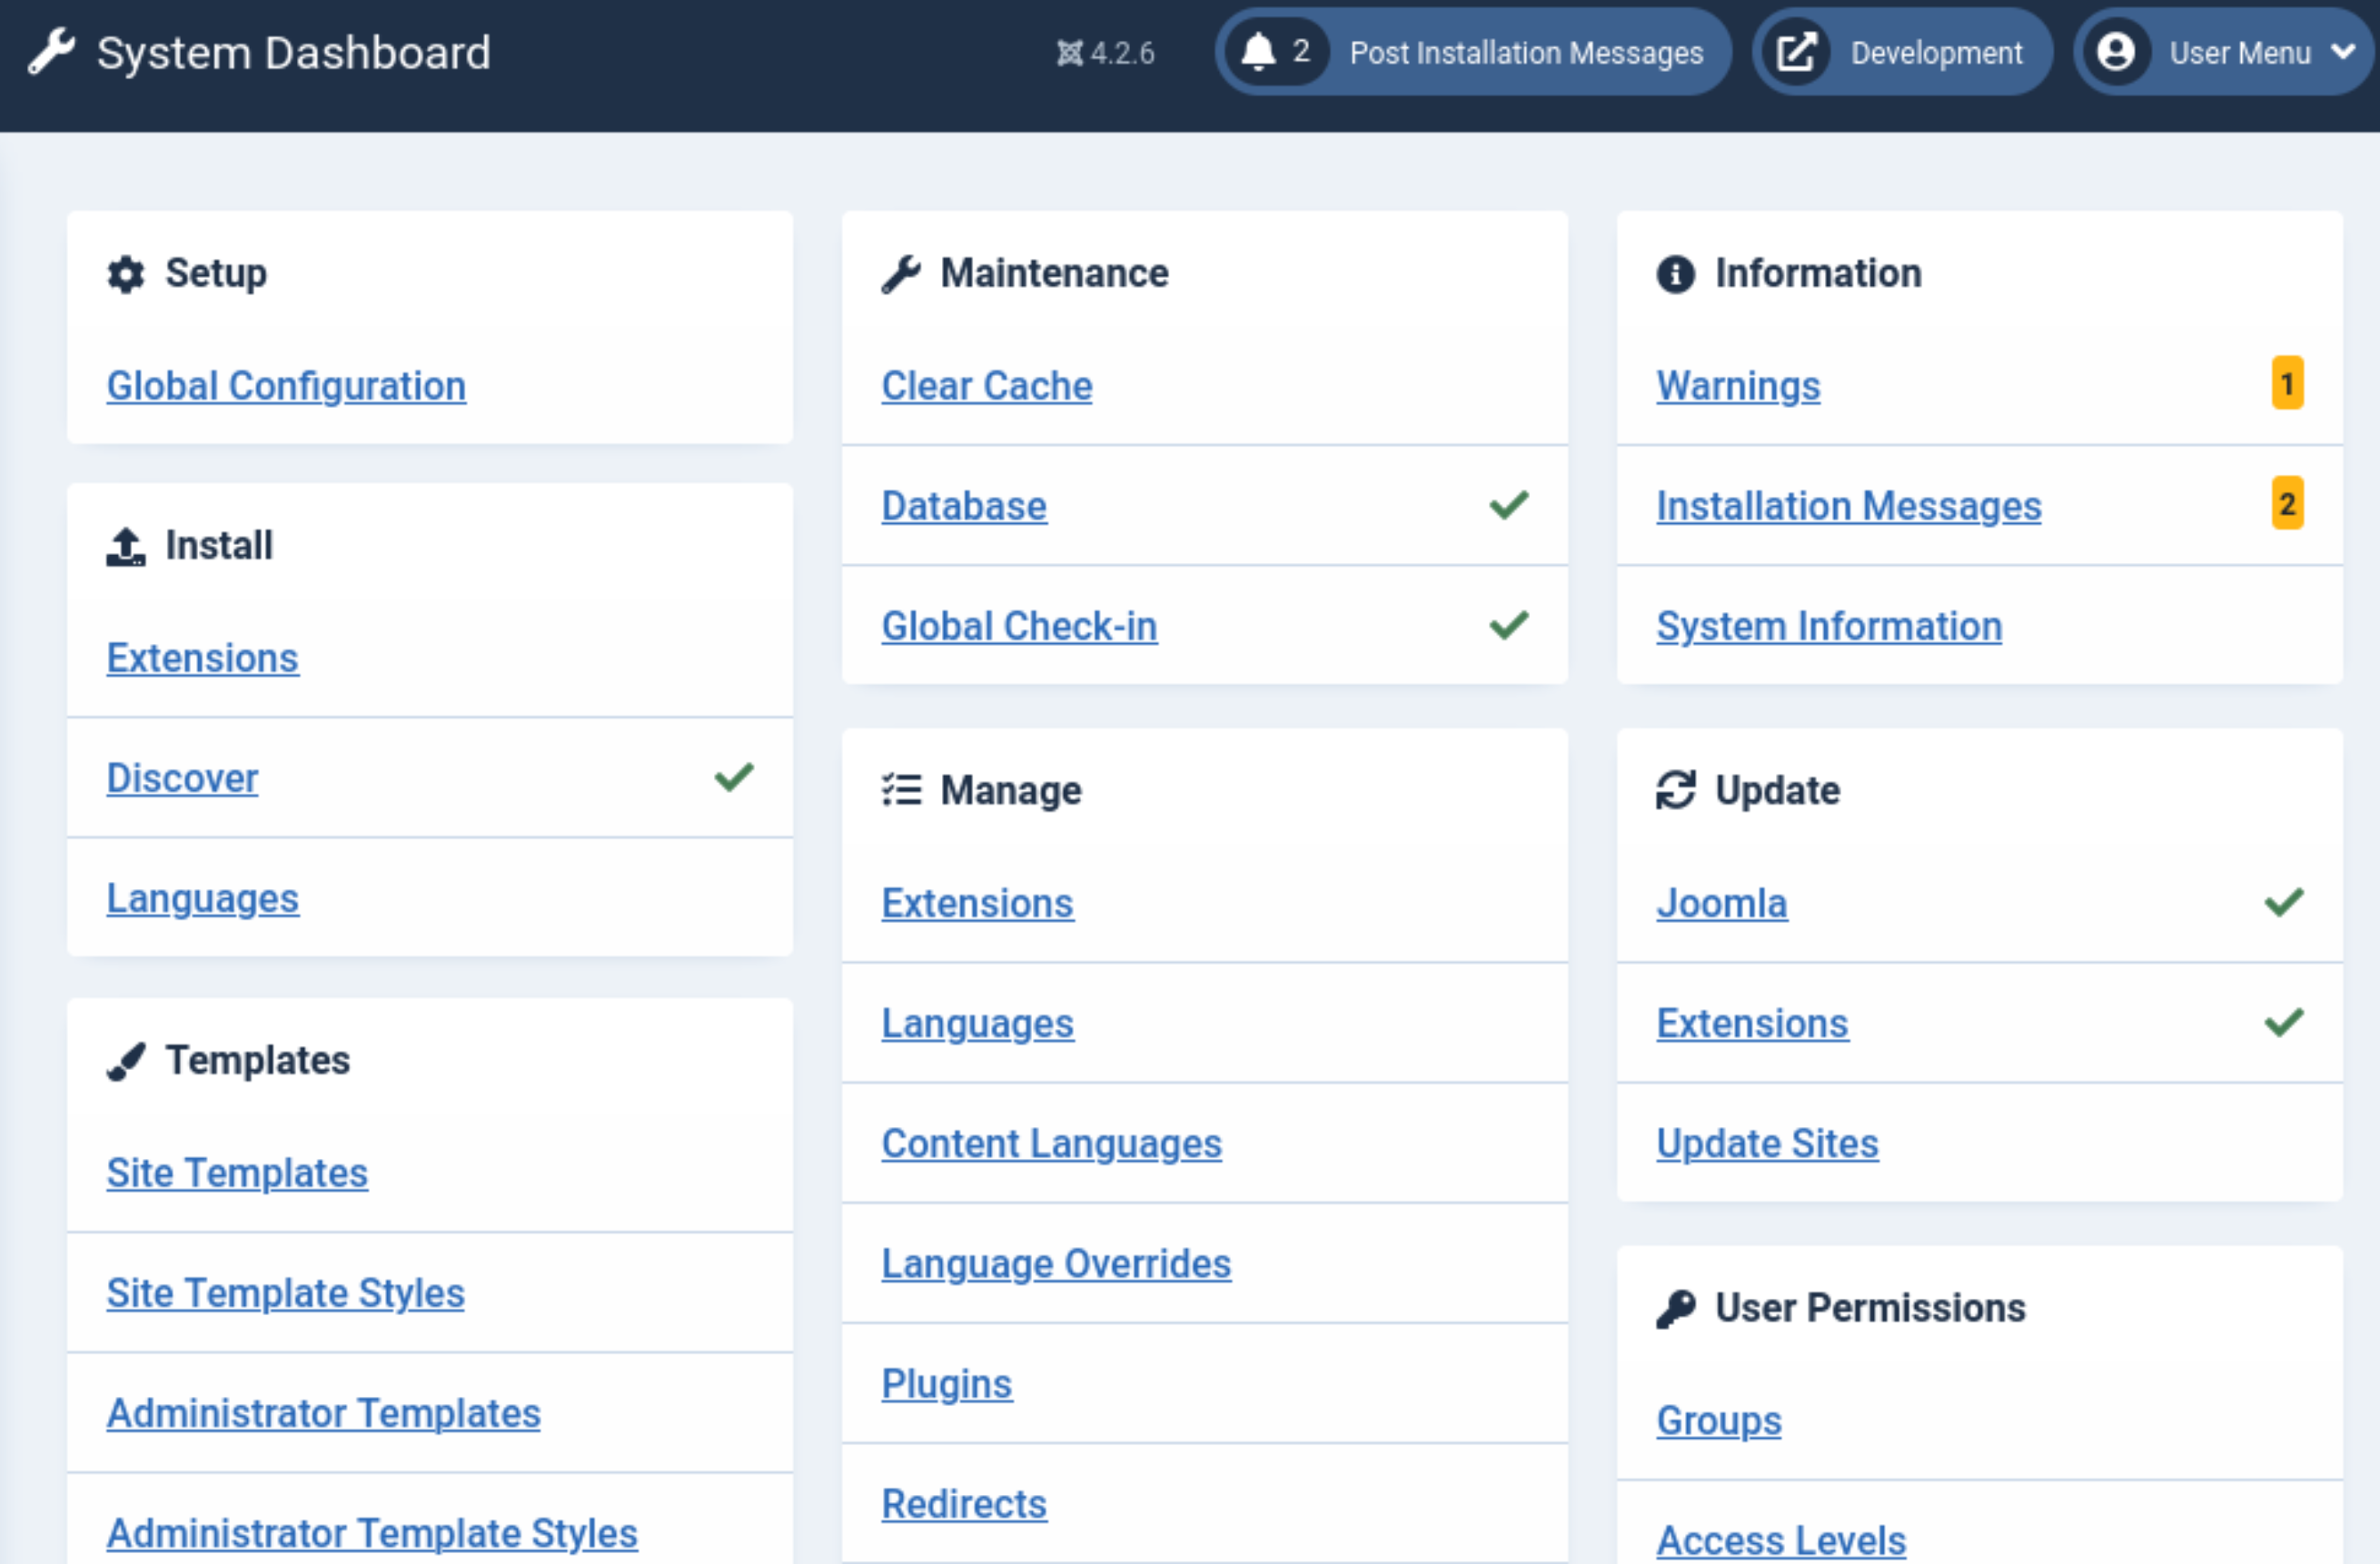 System Dashboard
4.2.6
2 Post Installation Messages
Development
User Menu
Setup
Global Configuration
Install
Extensions
Discover
Languages
Templates
Site Templates
Site Template Styles
Administrator Templates
Administrator Template Styles
Maintenance
Clear Cache
Database
Global Check-in
Manage
Extensions
Languages
Content Languages
Language Overrides
Plugins
Redirects
Information
Warnings 1
Installation Messages 2
System Information
Update
Joomla
Extensions
Update Sites
User Permissions
Groups
Access Levels